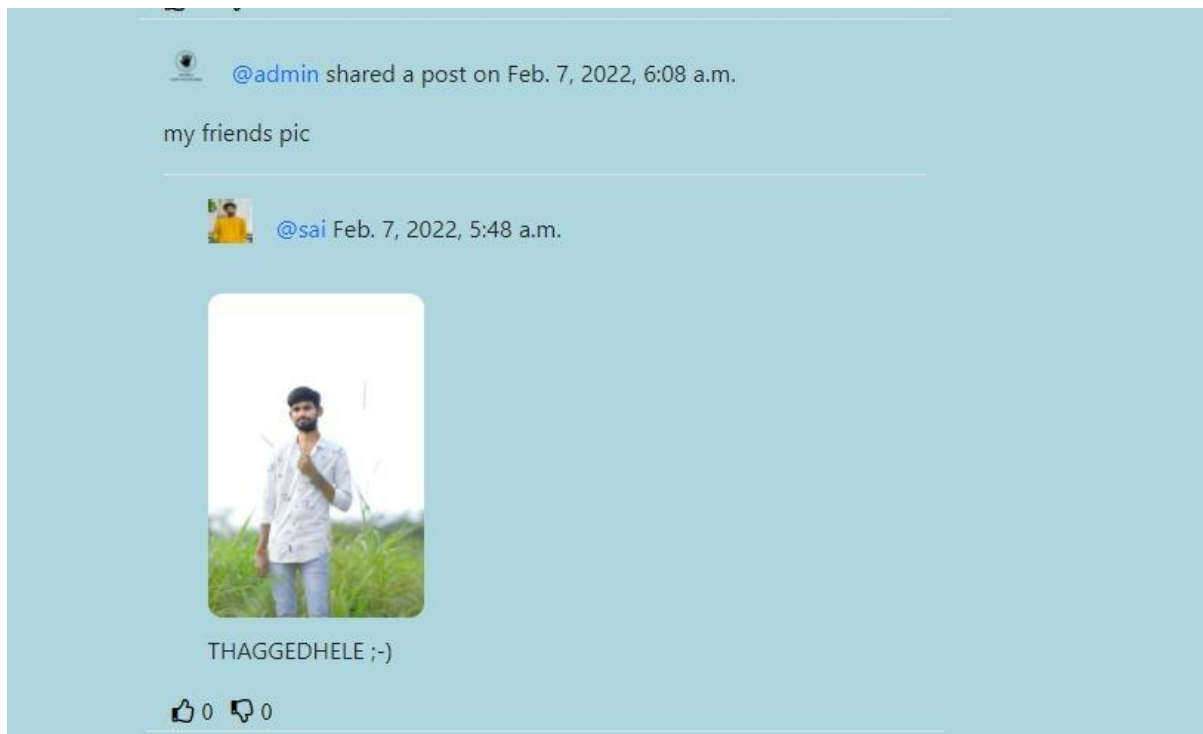 @admin shared a post on Feb. 7, 2022, 6:08 a.m.
my friends pic
@sai Feb. 7, 2022, 5:48 a.m.
THAGGEDHELE ;-)
0 0